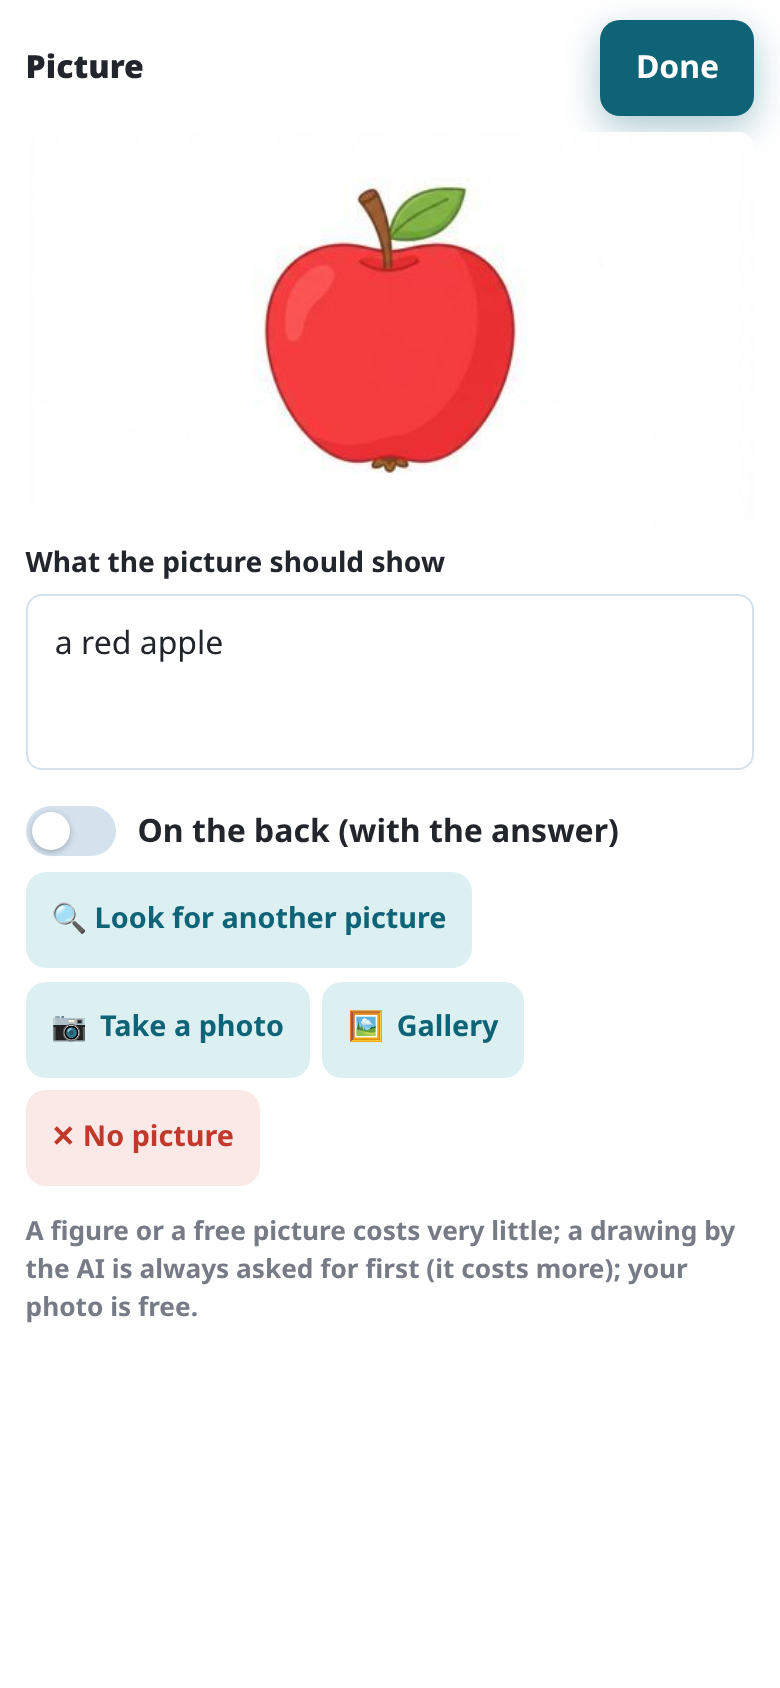 Picture
Done
What the picture should show
a red apple
On the back (with the answer)
🔍 Look for another picture
📷 Take a photo
🖼️ Gallery
✕ No picture
A figure or a free picture costs very little; a drawing by
the AI is always asked for first (it costs more); your
photo is free.